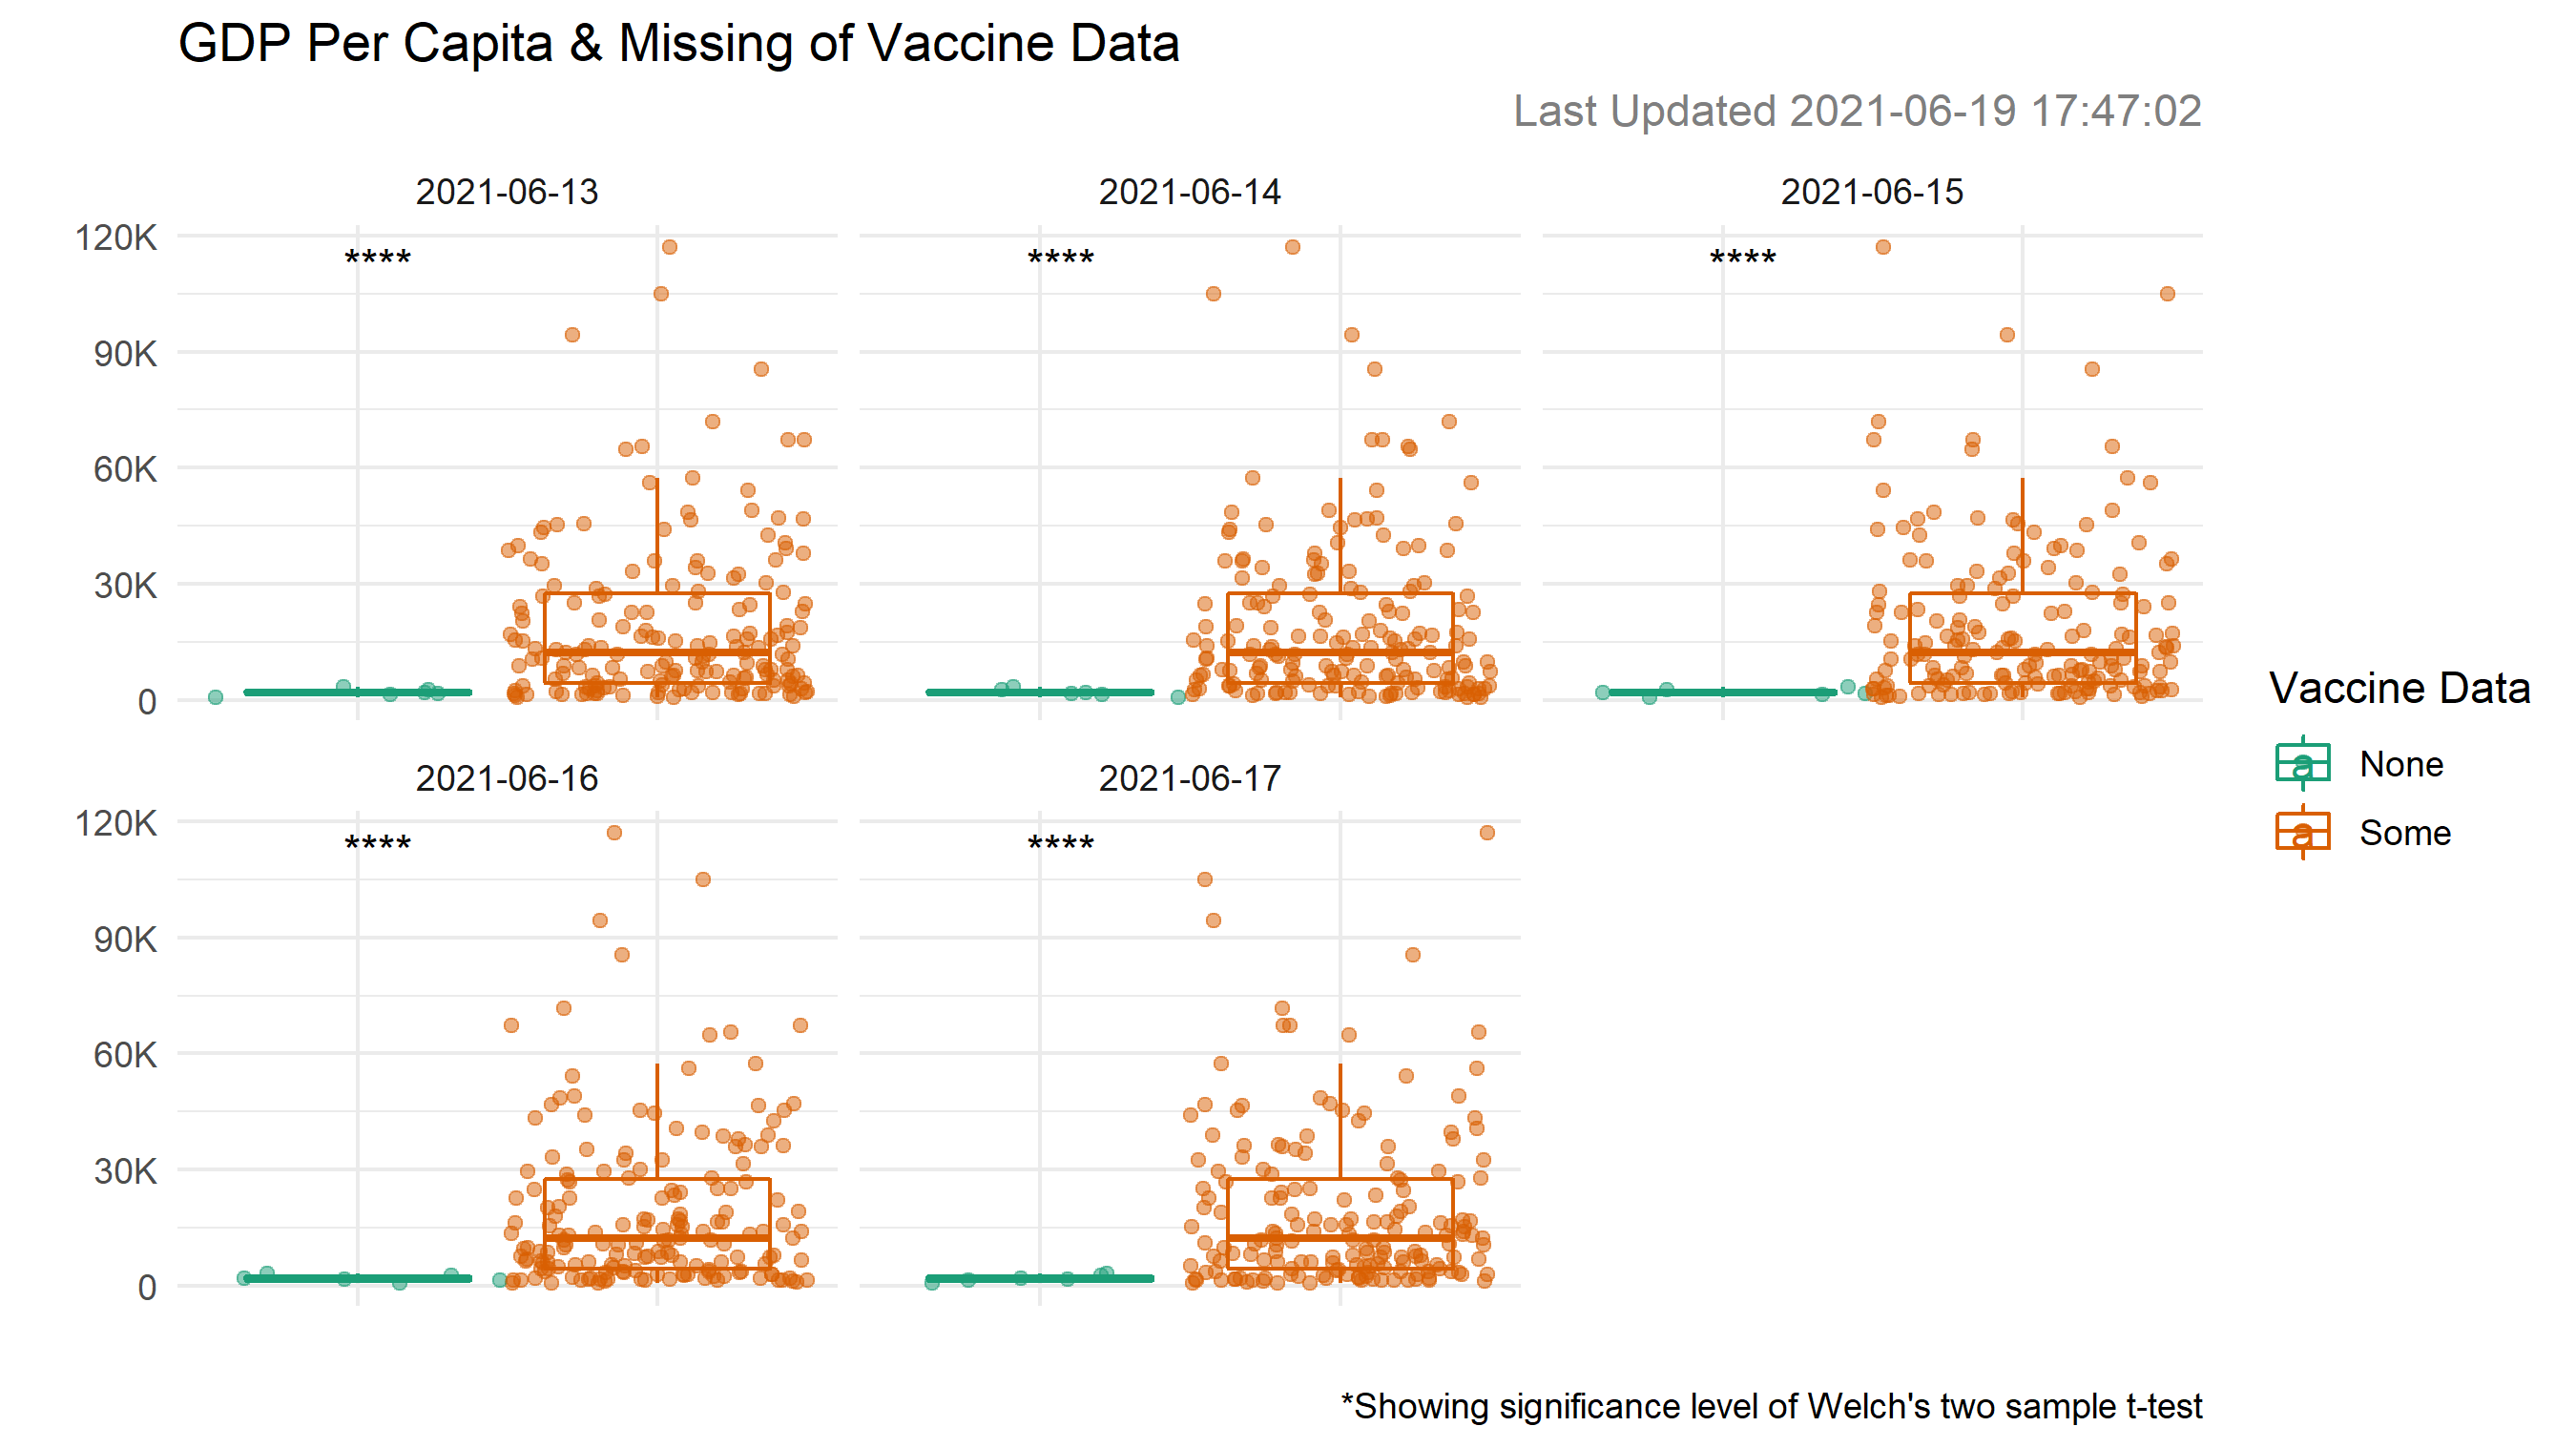 GDP Per Capita & Missing of Vaccine Data
Last Updated 2021-06-19 17:47:02
2021-06-13
2021-06-14
2021-06-15
120K
90K
60K
30K
0
****
****
****
2021-06-16
2021-06-17
120K
90K
60K
30K
0
****
****
Vaccine Data
a None
a Some
*Showing significance level of Welch's two sample t-test